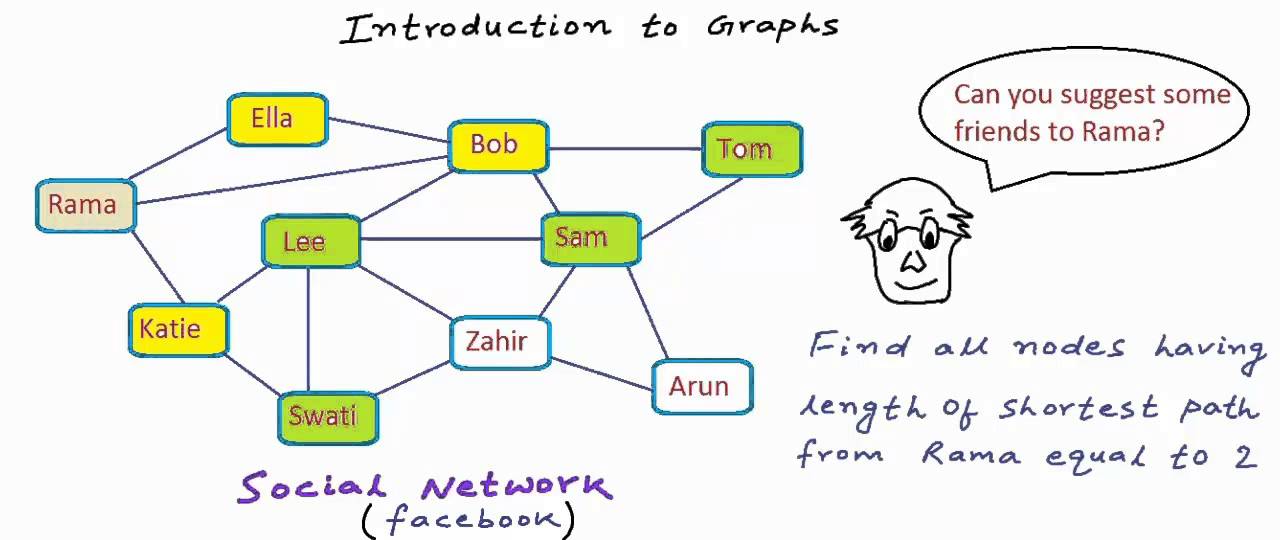 Introduction to Graphs
Can you suggest some
friends to Rama?
Ella
Bob
Tom
Rama
Lee
Sam
Katie
Zahir
Arun
Swati
Find all nodes having
length of shortest path
from Rama equal to 2
Social Network
(facebook)